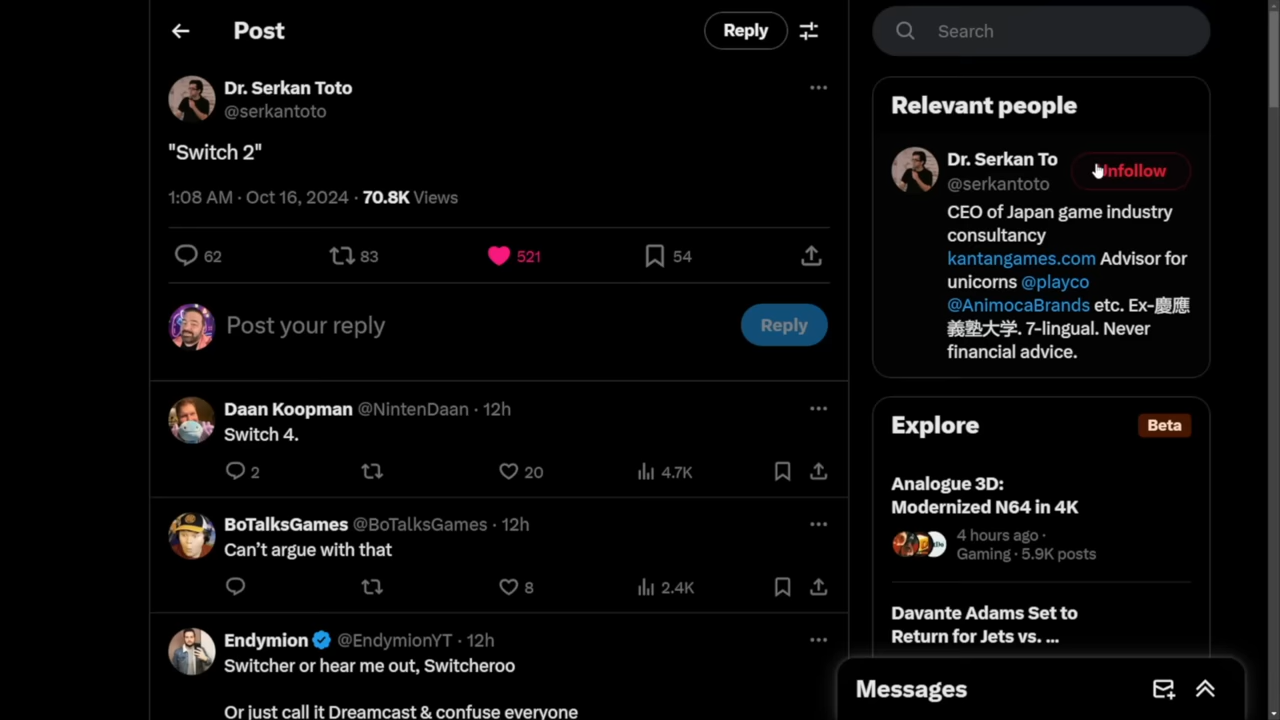 Post
Reply
Dr. Serkan Toto
@serkantoto
"Switch 2"
1:08 AM · Oct 16, 2024 · 70.8K Views
62
83
521
54
Post your reply
Reply
Daan Koopman @NintenDaan · 12h
Switch 4.
2
20
4.7K
BoTalksGames @BoTalksGames · 12h
Can't argue with that
8
2.4K
Endymion @EndymionYT · 12h
Switcher or hear me out, Switcheroo
Or just call it Dreamcast & confuse everyone
Search
Relevant people
Dr. Serkan To
Unfollow
@serkantoto
CEO of Japan game industry
consultancy
kantangames.com Advisor for
unicorns @playco
@AnimocaBrands etc. Ex-慶應
義塾大学. 7-lingual. Never
financial advice.
Explore
Beta
Analogue 3D:
Modernized N64 in 4K
4 hours ago ·
Gaming · 5.9K posts
Davante Adams Set to
Return for Jets vs. ...
Messages